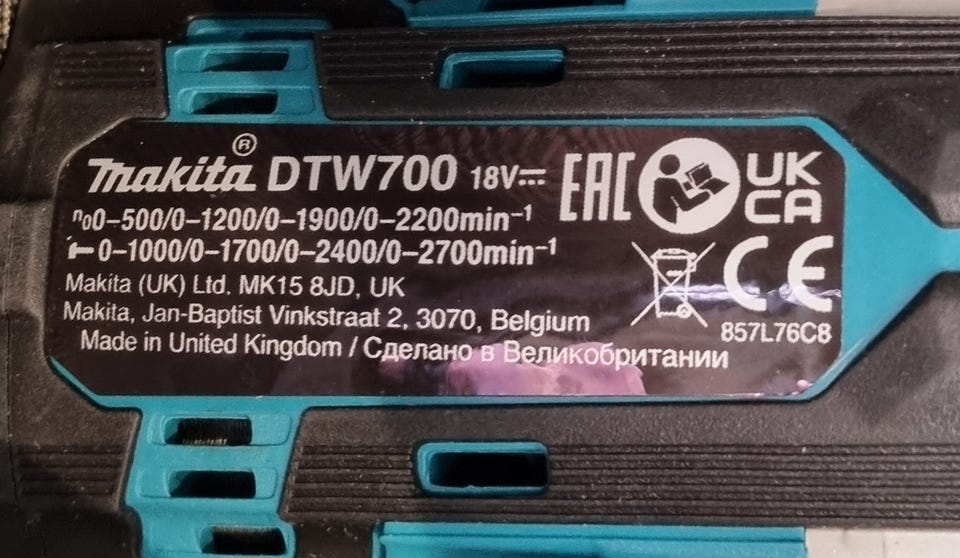 makita® DTW700 18V⎓
n₀0–500/0–1200/0–1900/0–2200min⁻¹
0–1000/0–1700/0–2400/0–2700min⁻¹
Makita (UK) Ltd. MK15 8JD, UK
Makita, Jan-Baptist Vinkstraat 2, 3070, Belgium
Made in United Kingdom / Сделано в Великобритании
EAC
UK
CA
CE
857L76C8